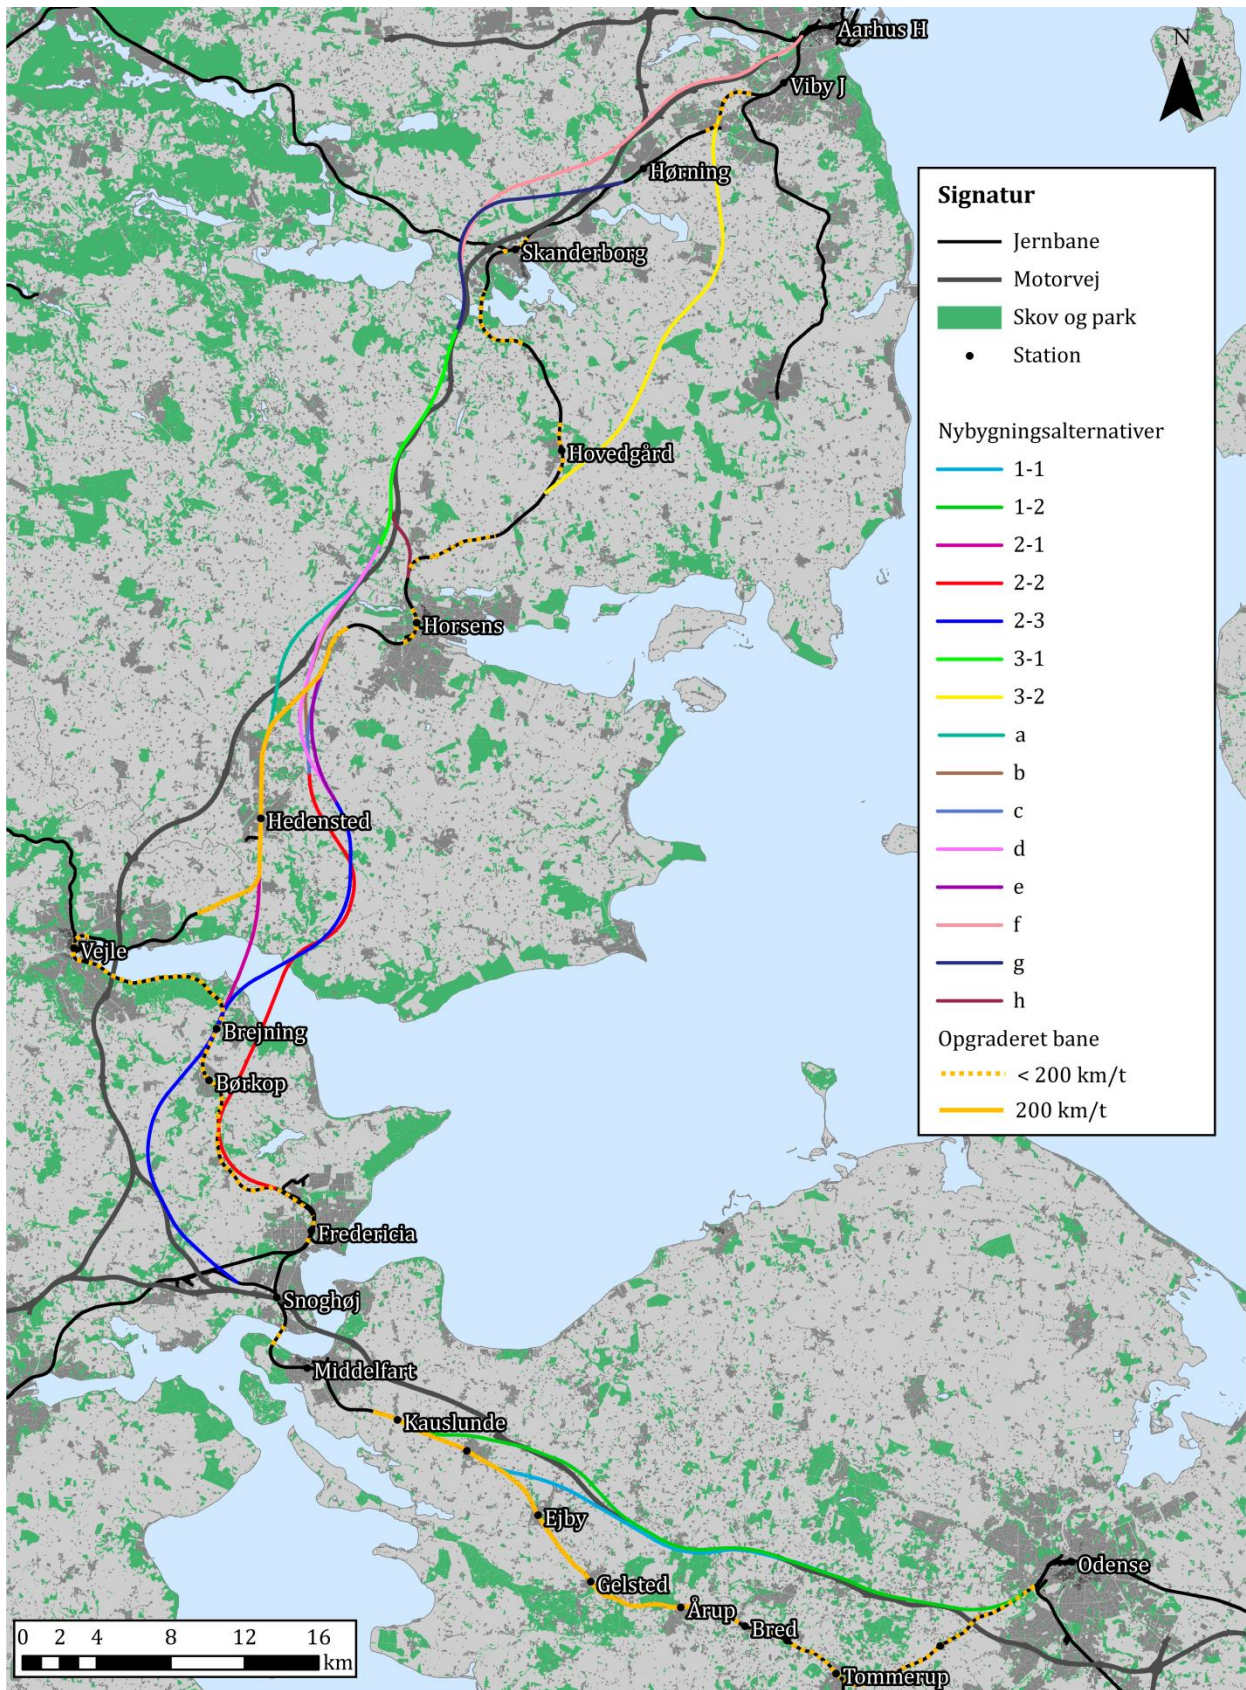 Aarhus H
N
Viby J
Hørning
Skanderborg
Hovedgård
Horsens
Hedensted
Vejle
Brejning
Børkop
Fredericia
Snoghøj
Middelfart
Kauslunde
Ejby
Gelsted
Årup
Bred
Tommerup
Odense
Signatur
Jernbane
Motorvej
Skov og park
Station
Nybygningsalternativer
1-1
1-2
2-1
2-2
2-3
3-1
3-2
a
b
c
d
e
f
g
h
Opgraderet bane
< 200 km/t
200 km/t
0 2 4 8 12 16
km